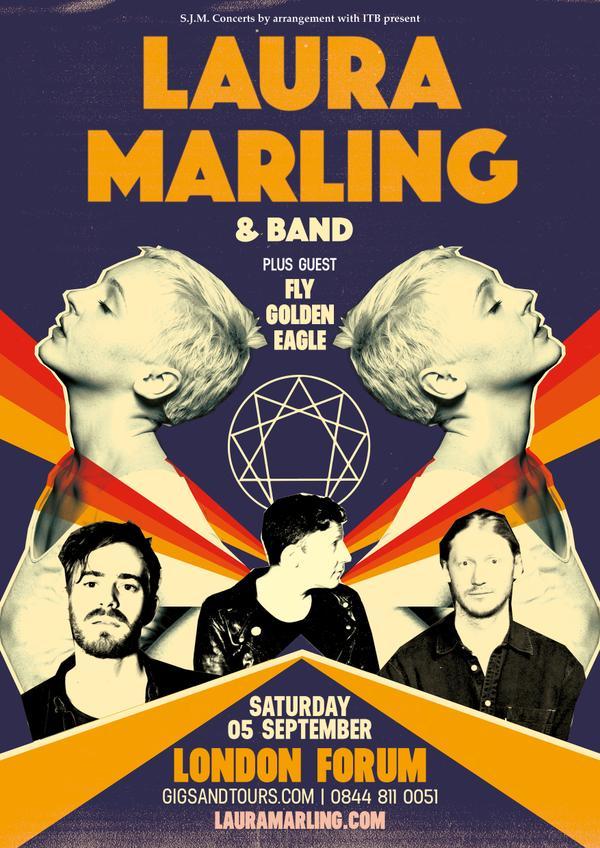 S.J.M. Concerts by arrangement with ITB present
LAURA
MARLING
& BAND
PLUS GUEST
FLY
GOLDEN
EAGLE
SATURDAY
05 SEPTEMBER
LONDON FORUM
GIGSANDTOURS.COM | 0844 811 0051
LAURAMARLING.COM